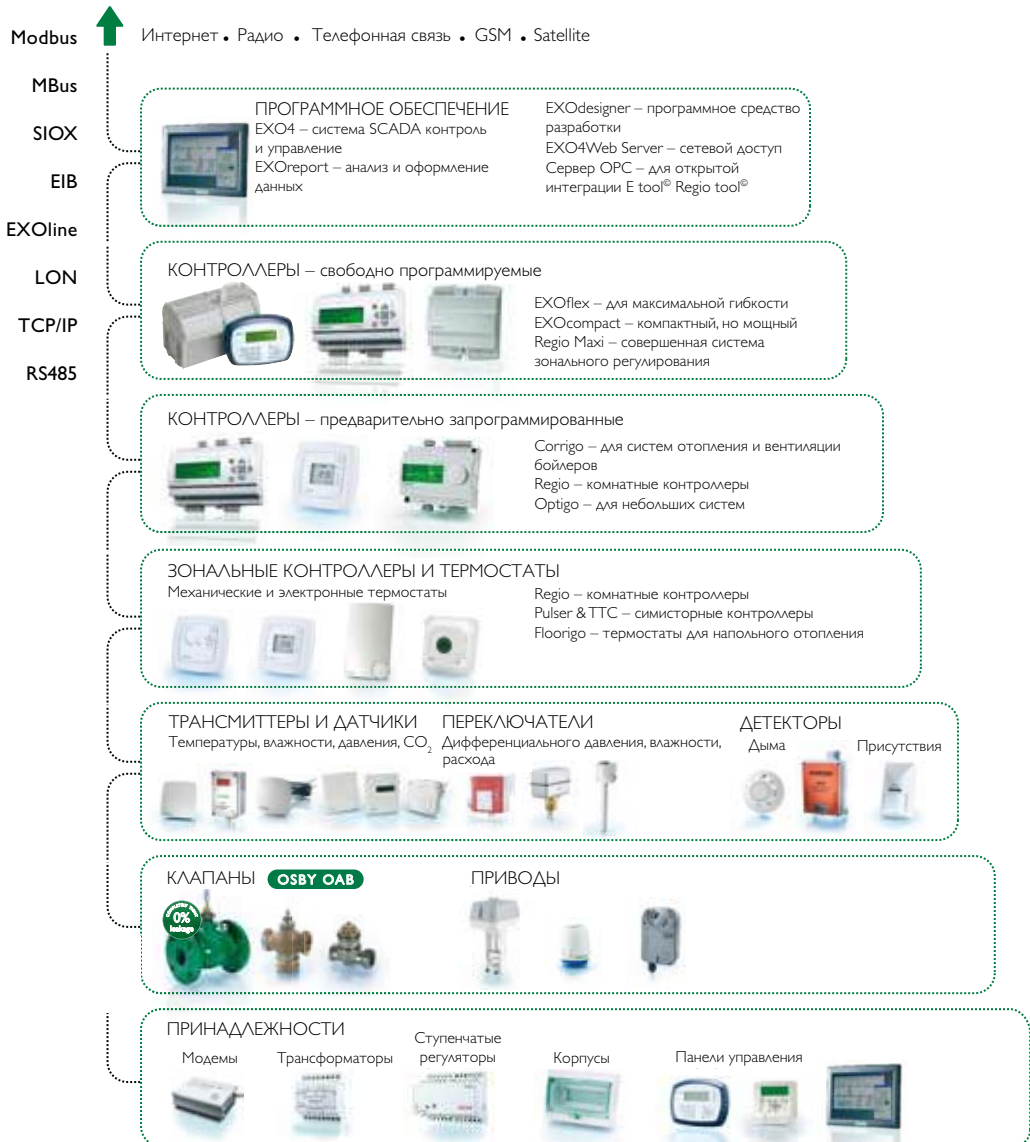 Modbus
MBus
SIOX
EIB
EXOline
LON
TCP/IP
RS485
Интернет • Радио • Телефонная связь • GSM • Satellite
ПРОГРАММНОЕ ОБЕСПЕЧЕНИЕ
EXO4 – система SCADA контроль
и управление
EXOreport – анализ и оформление
данных
EXOdesigner – программное средство
разработки
EXO4Web Server – сетевой доступ
Сервер ОРС – для открытой
интеграции E tool© Regio tool©
КОНТРОЛЛЕРЫ – свободно программируемые
EXOflex – для максимальной гибкости
EXOcompact – компактный, но мощный
Regio Maxi – совершенная система
зонального регулирования
КОНТРОЛЛЕРЫ – предварительно запрограммированные
Corrigo – для систем отопления и вентиляции
бойлеров
Regio – комнатные контроллеры
Optigo – для небольших систем
ЗОНАЛЬНЫЕ КОНТРОЛЛЕРЫ И ТЕРМОСТАТЫ
Механические и электронные термостаты
Regio – комнатные контроллеры
Pulser & TTC – симисторные контроллеры
Floorigo – термостаты для напольного отопления
ТРАНСМИТТЕРЫ И ДАТЧИКИ
Температуры, влажности, давления, CO2
ПЕРЕКЛЮЧАТЕЛИ
Дифференциального давления, влажности,
расхода
ДЕТЕКТОРЫ
Дыма
Присутствия
КЛАПАНЫ
OSBY OAB
0%
leakage
ПРИВОДЫ
ПРИНАДЛЕЖНОСТИ
Модемы
Трансформаторы
Ступенчатые
регуляторы
Корпусы
Панели управления